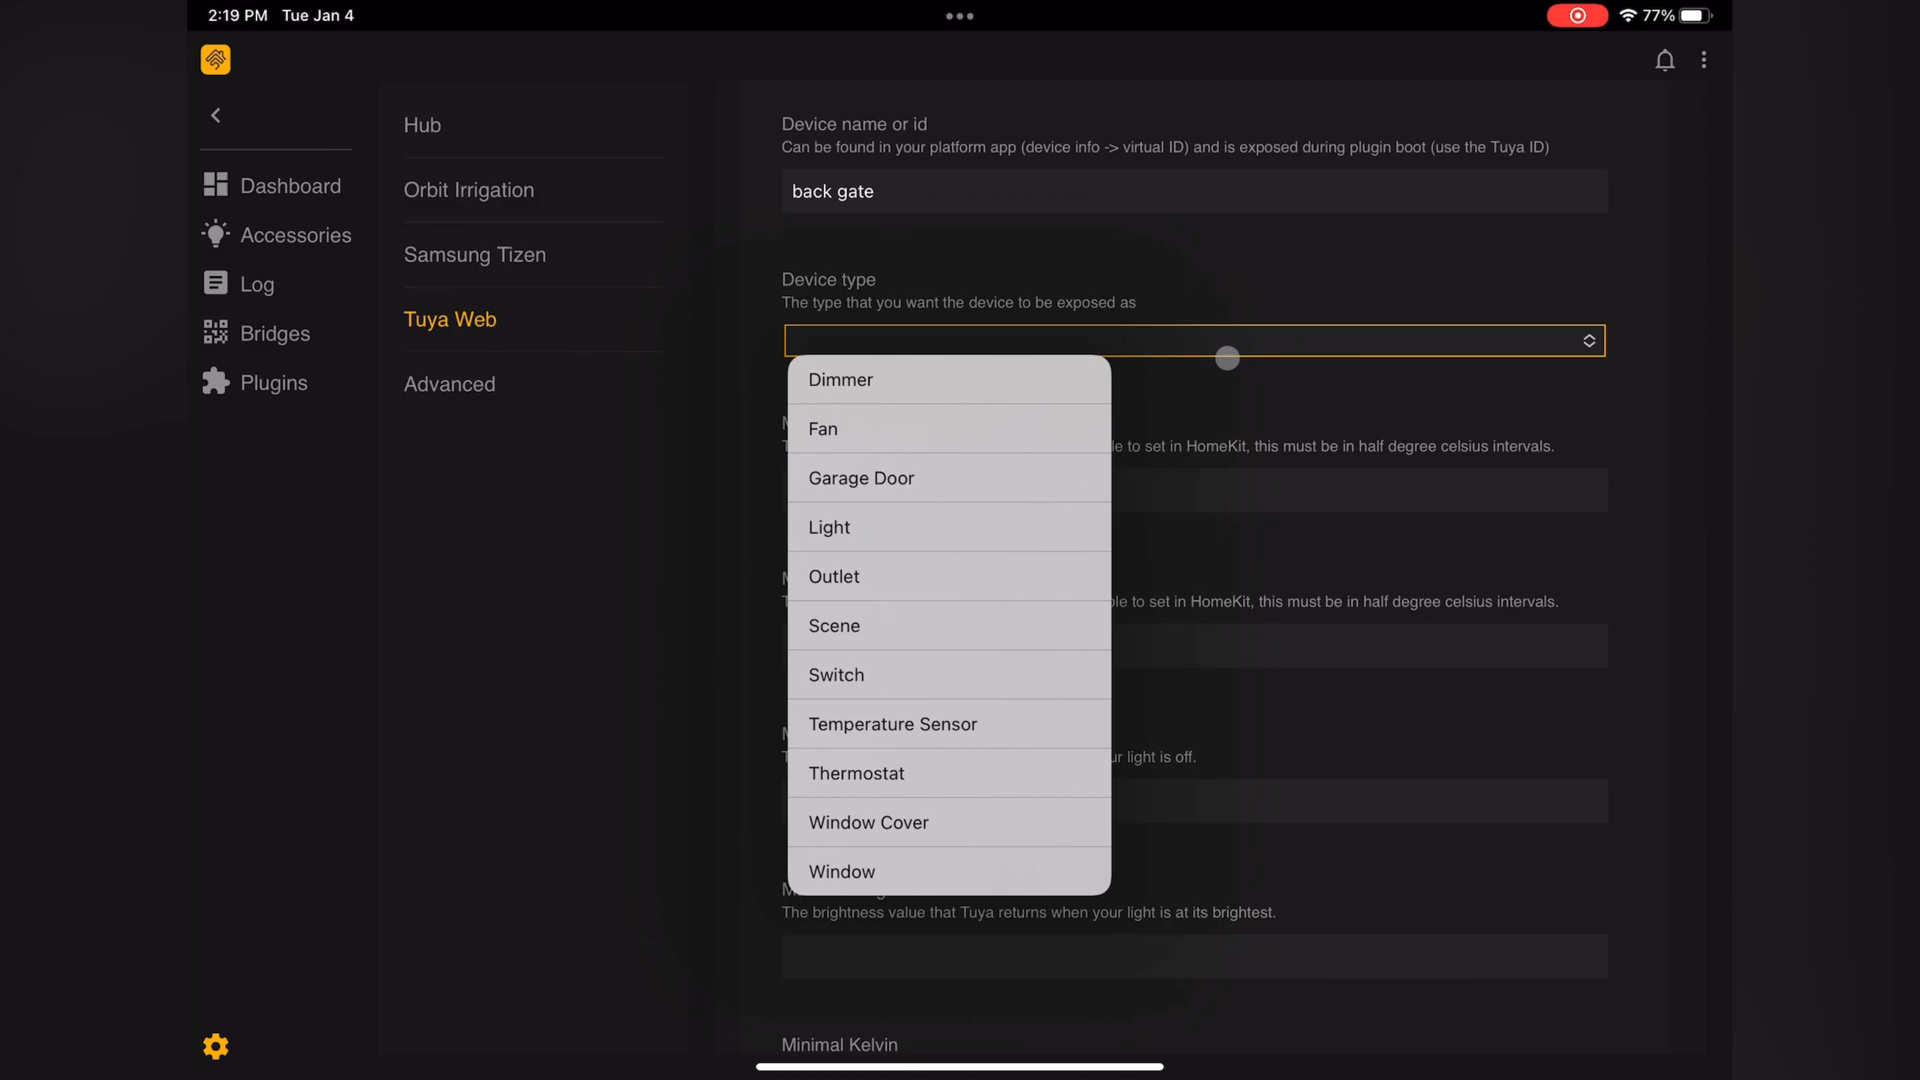 2:19 PM Tue Jan 4
77%
Hub
Orbit Irrigation
Samsung Tizen
Tuya Web
Advanced
Dashboard
Accessories
Log
Bridges
Plugins
Device name or id
Can be found in your platform app (device info -> virtual ID) and is exposed during plugin boot (use the Tuya ID)
back gate
Device type
The type that you want the device to be exposed as
Dimmer
Fan
Garage Door
Light
Outlet
Scene
Switch
Temperature Sensor
Thermostat
Window Cover
Window
to set in HomeKit, this must be in half degree celsius intervals.
to set in HomeKit, this must be in half degree celsius intervals.
light is off.
The brightness value that Tuya returns when your light is at its brightest.
Minimal Kelvin